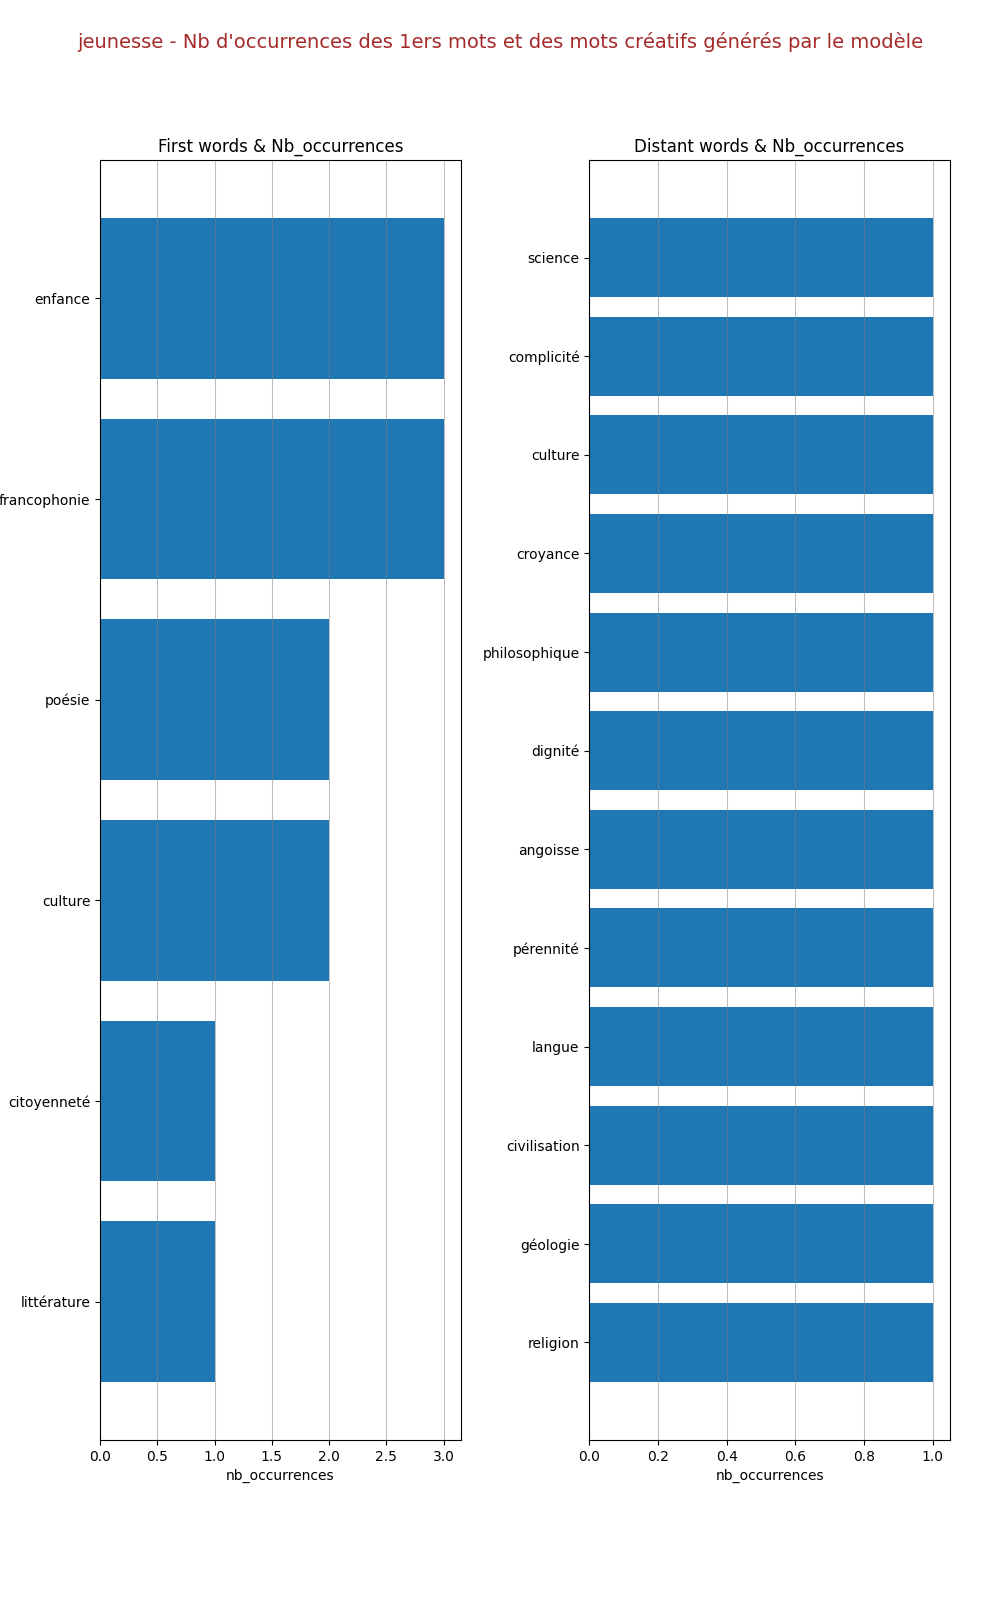 jeunesse - Nb d'occurrences des 1ers mots et des mots créatifs générés par le modèle
First words & Nb_occurrences
enfance
francophonie
poésie
culture
citoyenneté
littérature
0.0 0.5 1.0 1.5 2.0 2.5 3.0
nb_occurrences
Distant words & Nb_occurrences
science
complicité
culture
croyance
philosophique
dignité
angoisse
pérennité
langue
civilisation
géologie
religion
0.0 0.2 0.4 0.6 0.8 1.0
nb_occurrences